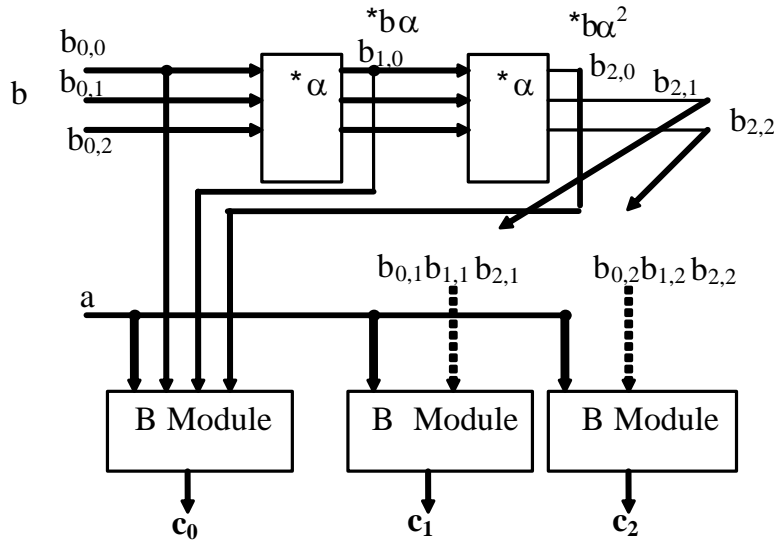 *bα *bα²
b₀,₀ b₁,₀ b₂,₀
*α *α
b b₀,₁ b₂,₁
b₀,₂ b₂,₂
b₀,₁b₁,₁ b₂,₁ b₀,₂b₁,₂ b₂,₂
a
B Module B Module B Module
c₀ c₁ c₂